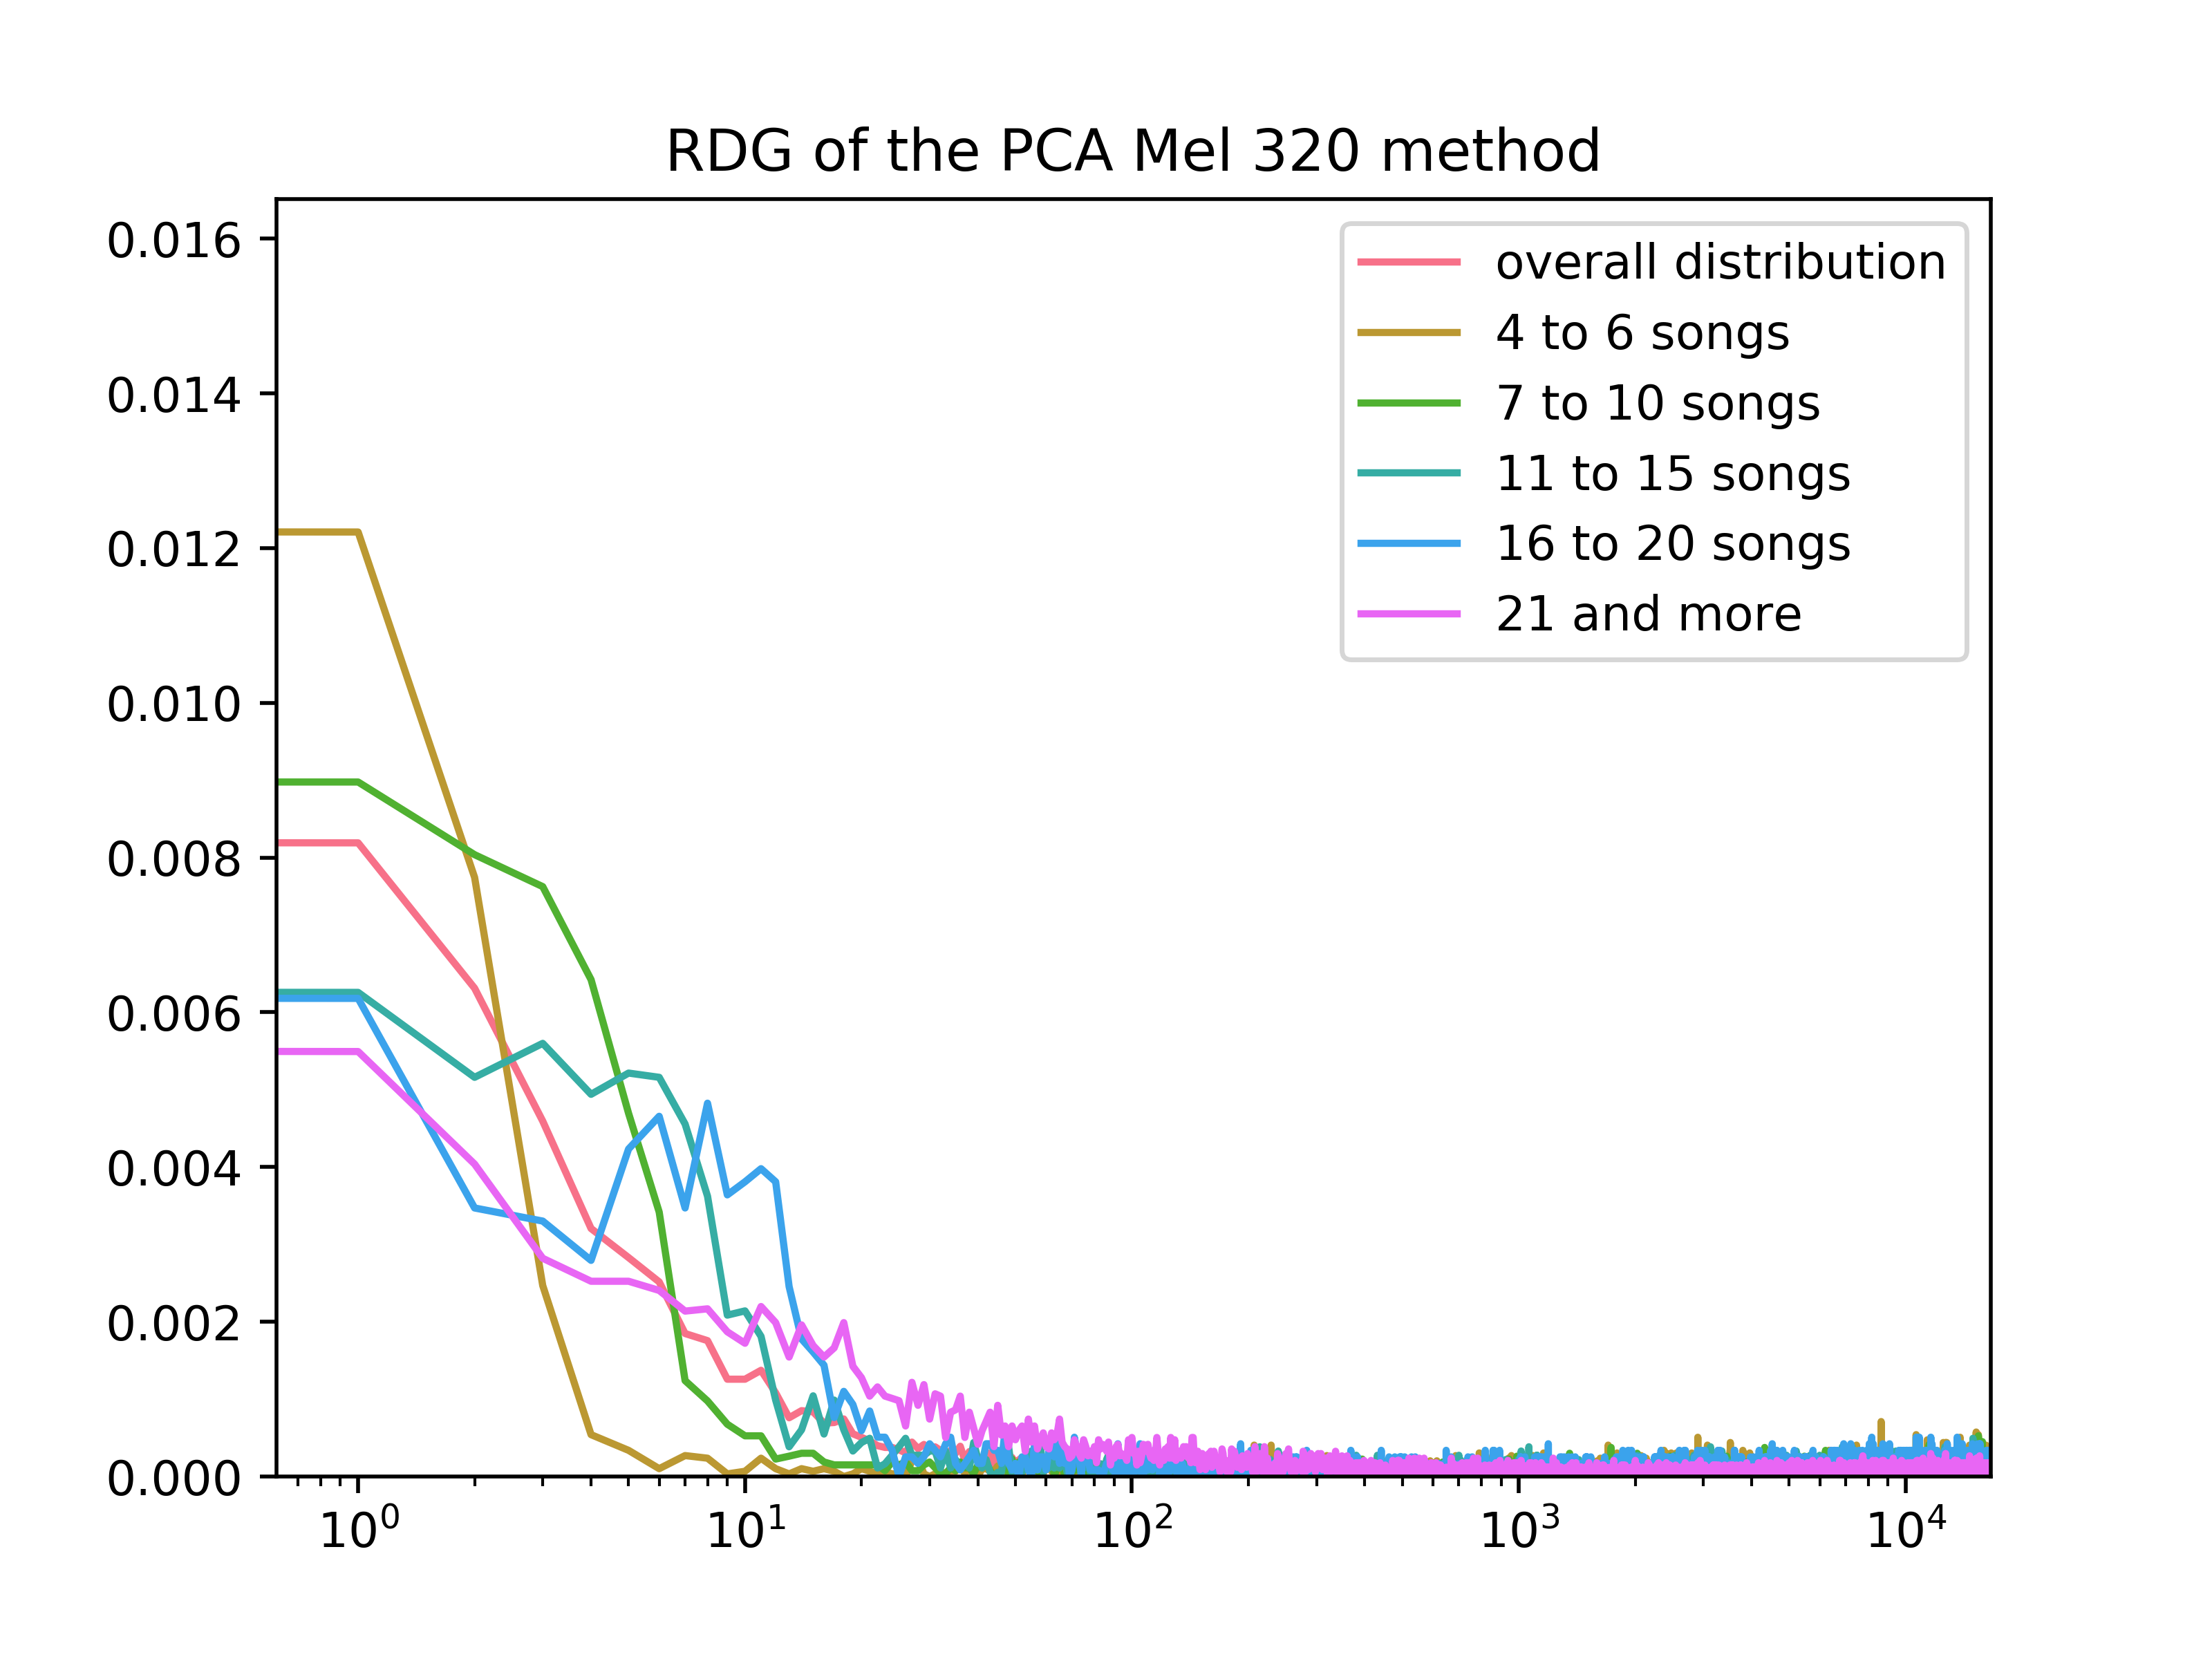 RDG of the PCA Mel 320 method
0.016
0.014
0.012
0.010
0.008
0.006
0.004
0.002
0.000
overall distribution
4 to 6 songs
7 to 10 songs
11 to 15 songs
16 to 20 songs
21 and more
10⁰ 10¹ 10² 10³ 10⁴